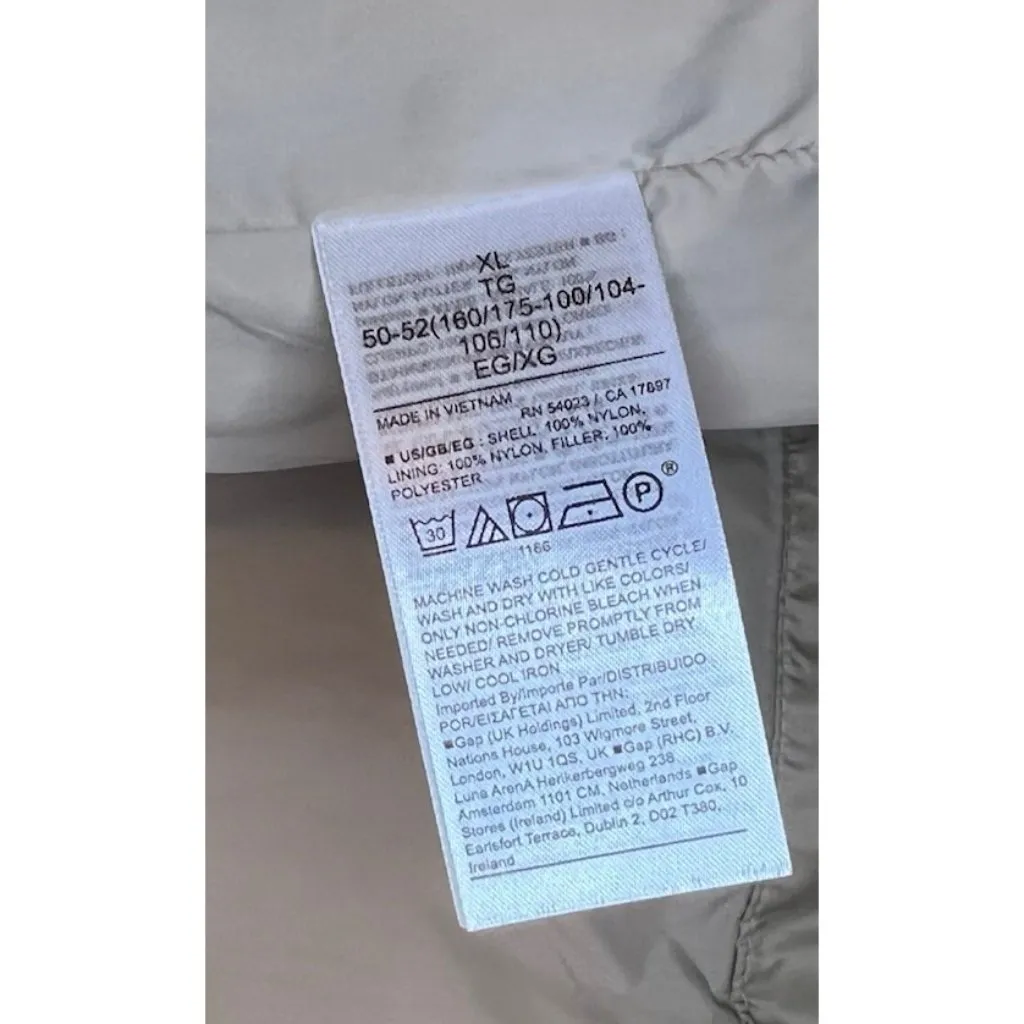 XL
TG
50-52(160/175-100/104-
106/110)
EG/XG
MADE IN VIETNAM
RN 54023 / CA 17897
■ US/GB/EG : SHELL: 100% NYLON,
LINING: 100% NYLON, FILLER: 100%
POLYESTER
30 P ®
1166
MACHINE WASH COLD GENTLE CYCLE/
WASH AND DRY WITH LIKE COLORS/
ONLY NON-CHLORINE BLEACH WHEN
NEEDED/ REMOVE PROMPTLY FROM
WASHER AND DRYER/ TUMBLE DRY
LOW/ COOL IRON
Imported By/Importe Par/DISTRIBUIDO
POR/ΕΙΣΑΓΕΤΑΙ ΑΠΟ ΤΗΝ:
■Gap (UK Holdings) Limited, 2nd Floor
Nations House, 103 Wigmore Street,
London, W1U 1QS, UK ■Gap (RHC) B.V.
Luna ArenA Herikerbergweg 238
Amsterdam 1101 CM, Netherlands ■Gap
Stores (Ireland) Limited c/o Arthur Cox, 10
Earlsfort Terrace, Dublin 2, D02 T380,
Ireland